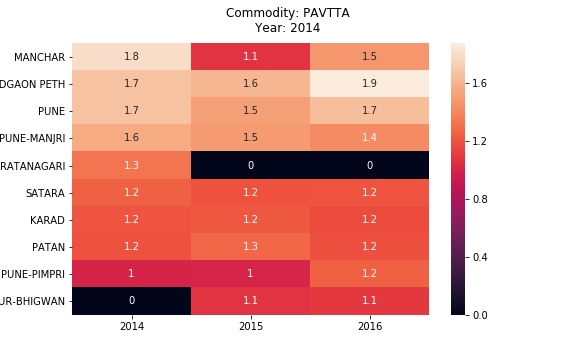 Commodity: PAVTTA
Year: 2014
MANCHAR 1.8 1.1 1.5
DGAON PETH 1.7 1.6 1.9
PUNE 1.7 1.5 1.7
PUNE-MANJRI 1.6 1.5 1.4
RATANAGARI 1.3 0 0
SATARA 1.2 1.2 1.2
KARAD 1.2 1.2 1.2
PATAN 1.2 1.3 1.2
PUNE-PIMPRI 1 1 1.2
UR-BHIGWAN 0 1.1 1.1
2014 2015 2016
1.6
1.2
0.8
0.4
0.0